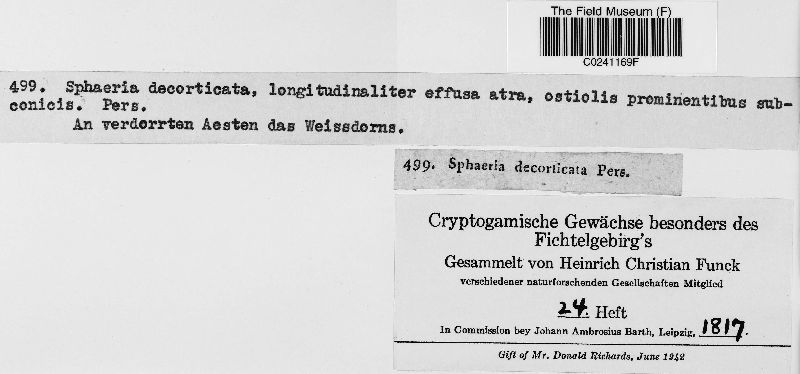 The Field Museum (F)
C0241169F
499. Sphaeria decorticata, longitudinaliter effusa atra, ostiolis prominentibus sub-
conicis. Pers.
An verdorrten Aesten das Weissdorns.
499. Sphaeria decorticata Pers.
Cryptogamische Gewächse besonders des
Fichtelgebirg's
Gesammelt von Heinrich Christian Funck
verschiedener naturforschenden Gesellschaften Mitglied
24. Heft
In Commission bey Johann Ambrosius Barth, Leipzig, 1817.
Gift of Mr. Donald Richards, June 1942